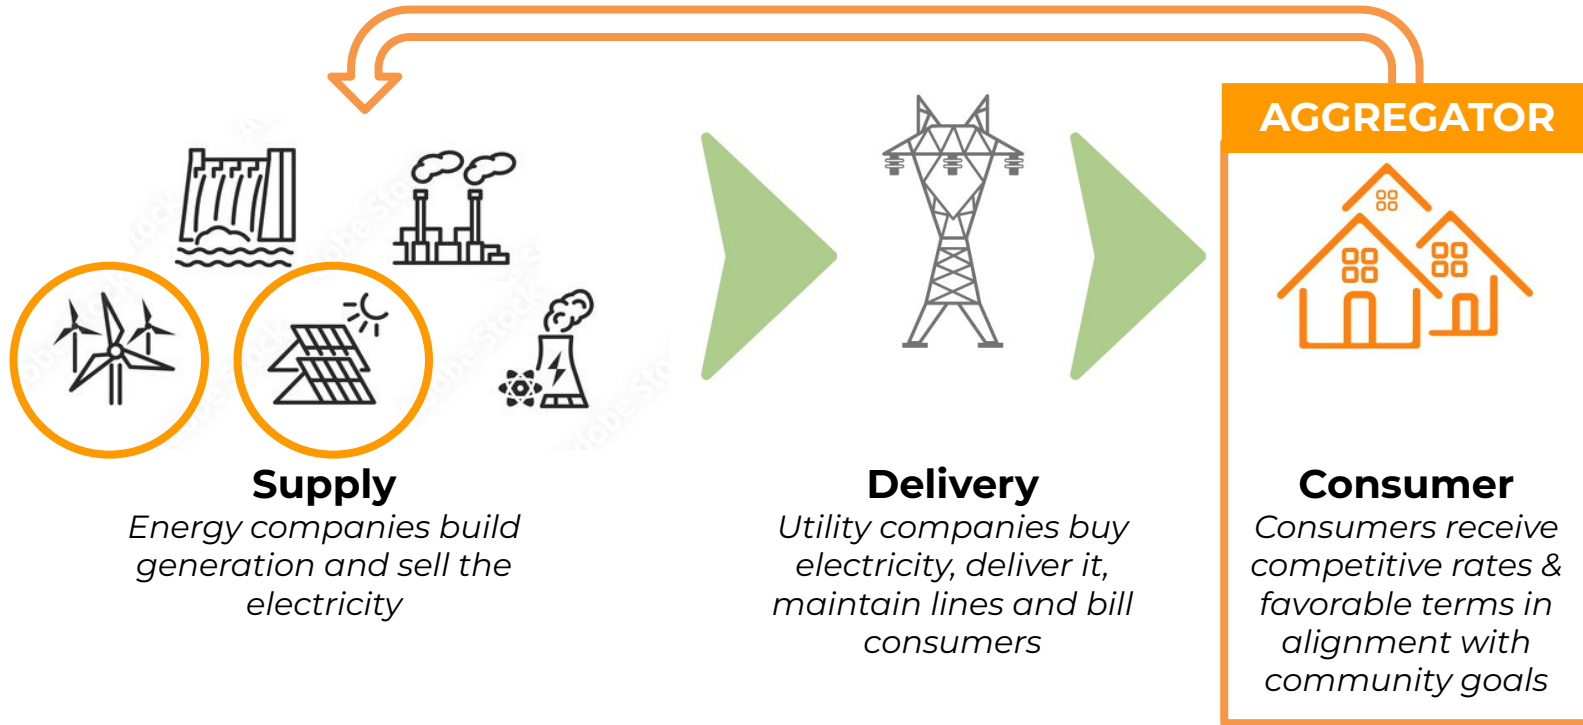 AGGREGATOR
Supply
Energy companies build
generation and sell the
electricity
Delivery
Utility companies buy
electricity, deliver it,
maintain lines and bill
consumers
Consumer
Consumers receive
competitive rates &
favorable terms in
alignment with
community goals